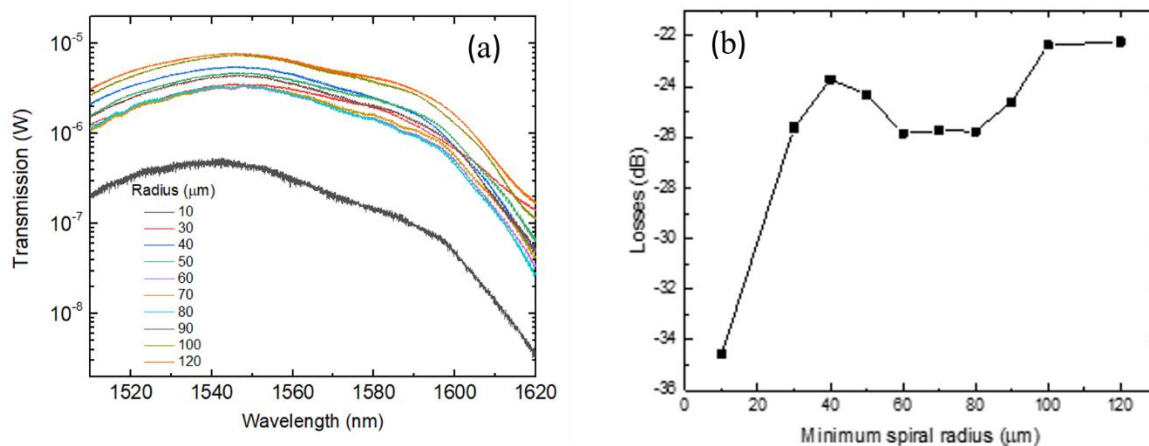 (a)
Transmission (W)
10⁻⁵
10⁻⁶
10⁻⁷
10⁻⁸
Radius (μm)
10
30
40
50
60
70
80
90
100
120
1520 1540 1560 1580 1600 1620
Wavelength (nm)
(b)
Losses (dB)
-22
-24
-26
-28
-30
-32
-34
-36
0 20 40 60 80 100 120
Minimum spiral radius (μm)